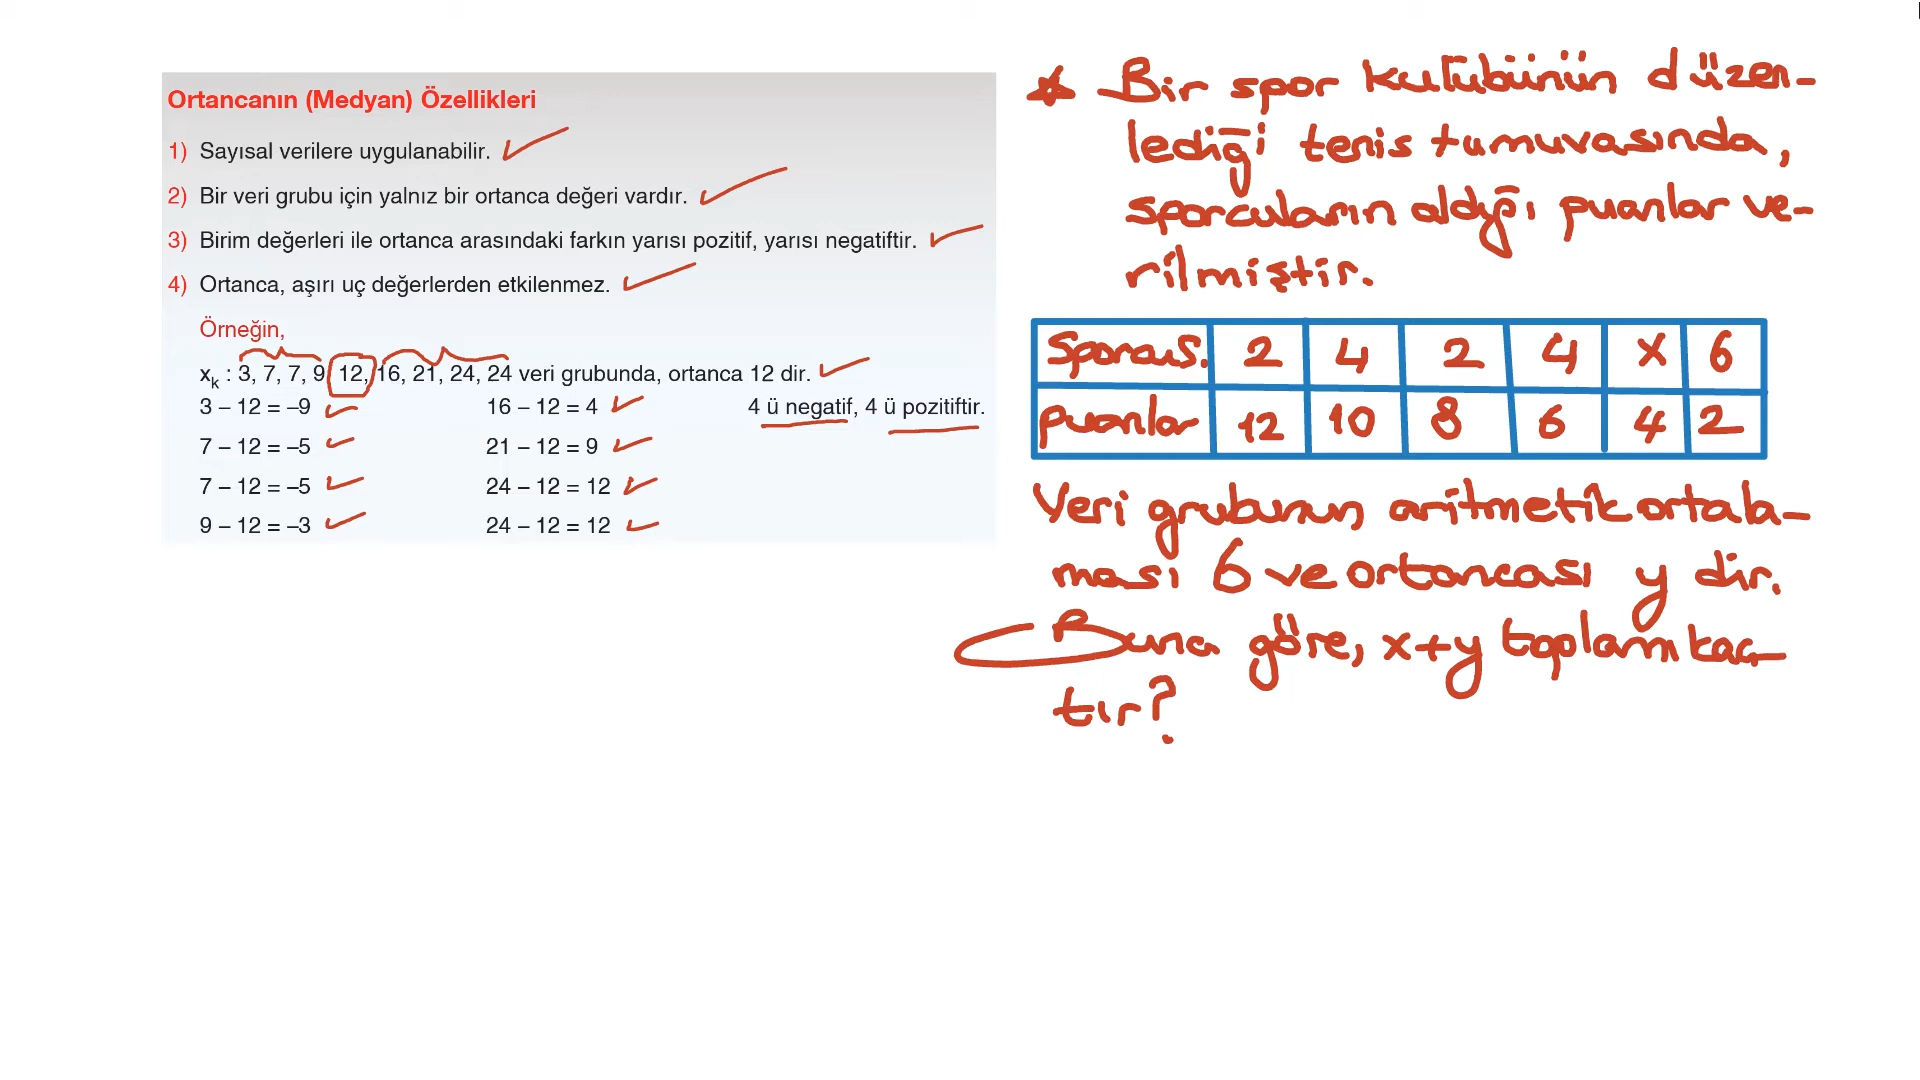 Ortancanın (Medyan) Özellikleri
1) Sayısal verilere uygulanabilir.
2) Bir veri grubu için yalnız bir ortanca değeri vardır.
3) Birim değerleri ile ortanca arasındaki farkın yarısı pozitif, yarısı negatiftir.
4) Ortanca, aşırı uç değerlerden etkilenmez.
Örneğin,
xk : 3, 7, 7, 9, 12, 16, 21, 24, 24 veri grubunda, ortanca 12 dir.
3 – 12 = –9 16 – 12 = 4 4 ü negatif, 4 ü pozitiftir.
7 – 12 = –5 21 – 12 = 9
7 – 12 = –5 24 – 12 = 12
9 – 12 = –3 24 – 12 = 12
Bir spor kulübünün düzen-
lediği tenis turnuvasında,
sporcuların aldığı puanlar ve-
rilmiştir.
Sporcu s. 2 4 2 4 x 6
Puanlar 12 10 8 6 4 2
Veri grubunun aritmetik ortala-
ması 6 ve ortancası y dir.
Buna göre, x+y toplamı kaç-
tır?